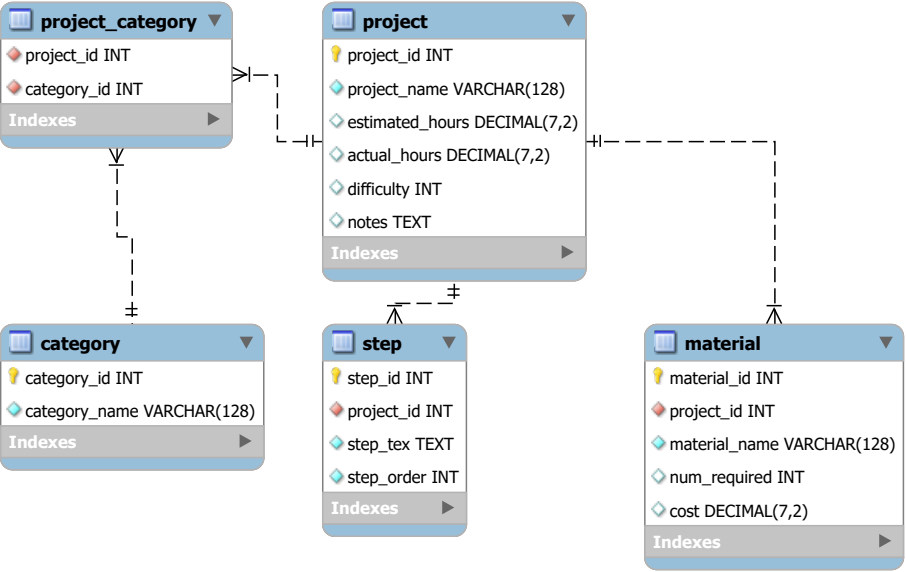 project_category
project_id INT
category_id INT
Indexes
project
project_id INT
project_name VARCHAR(128)
estimated_hours DECIMAL(7,2)
actual_hours DECIMAL(7,2)
difficulty INT
notes TEXT
Indexes
category
category_id INT
category_name VARCHAR(128)
Indexes
step
step_id INT
project_id INT
step_tex TEXT
step_order INT
Indexes
material
material_id INT
project_id INT
material_name VARCHAR(128)
num_required INT
cost DECIMAL(7,2)
Indexes